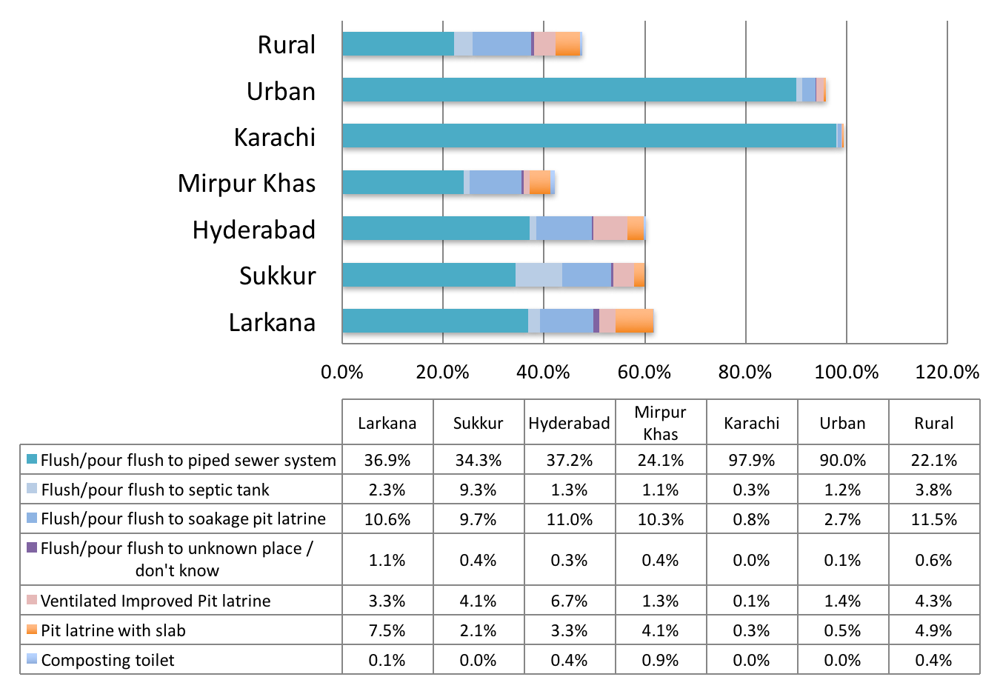 Rural
Urban
Karachi
Mirpur Khas
Hyderabad
Sukkur
Larkana
0.0% 20.0% 40.0% 60.0% 80.0% 100.0% 120.0%
Larkana Sukkur Hyderabad Mirpur Khas Karachi Urban Rural
Flush/pour flush to piped sewer system 36.9% 34.3% 37.2% 24.1% 97.9% 90.0% 22.1%
Flush/pour flush to septic tank 2.3% 9.3% 1.3% 1.1% 0.3% 1.2% 3.8%
Flush/pour flush to soakage pit latrine 10.6% 9.7% 11.0% 10.3% 0.8% 2.7% 11.5%
Flush/pour flush to unknown place /
don't know 1.1% 0.4% 0.3% 0.4% 0.0% 0.1% 0.6%
Ventilated Improved Pit latrine 3.3% 4.1% 6.7% 1.3% 0.1% 1.4% 4.3%
Pit latrine with slab 7.5% 2.1% 3.3% 4.1% 0.3% 0.5% 4.9%
Composting toilet 0.1% 0.0% 0.4% 0.9% 0.0% 0.0% 0.4%